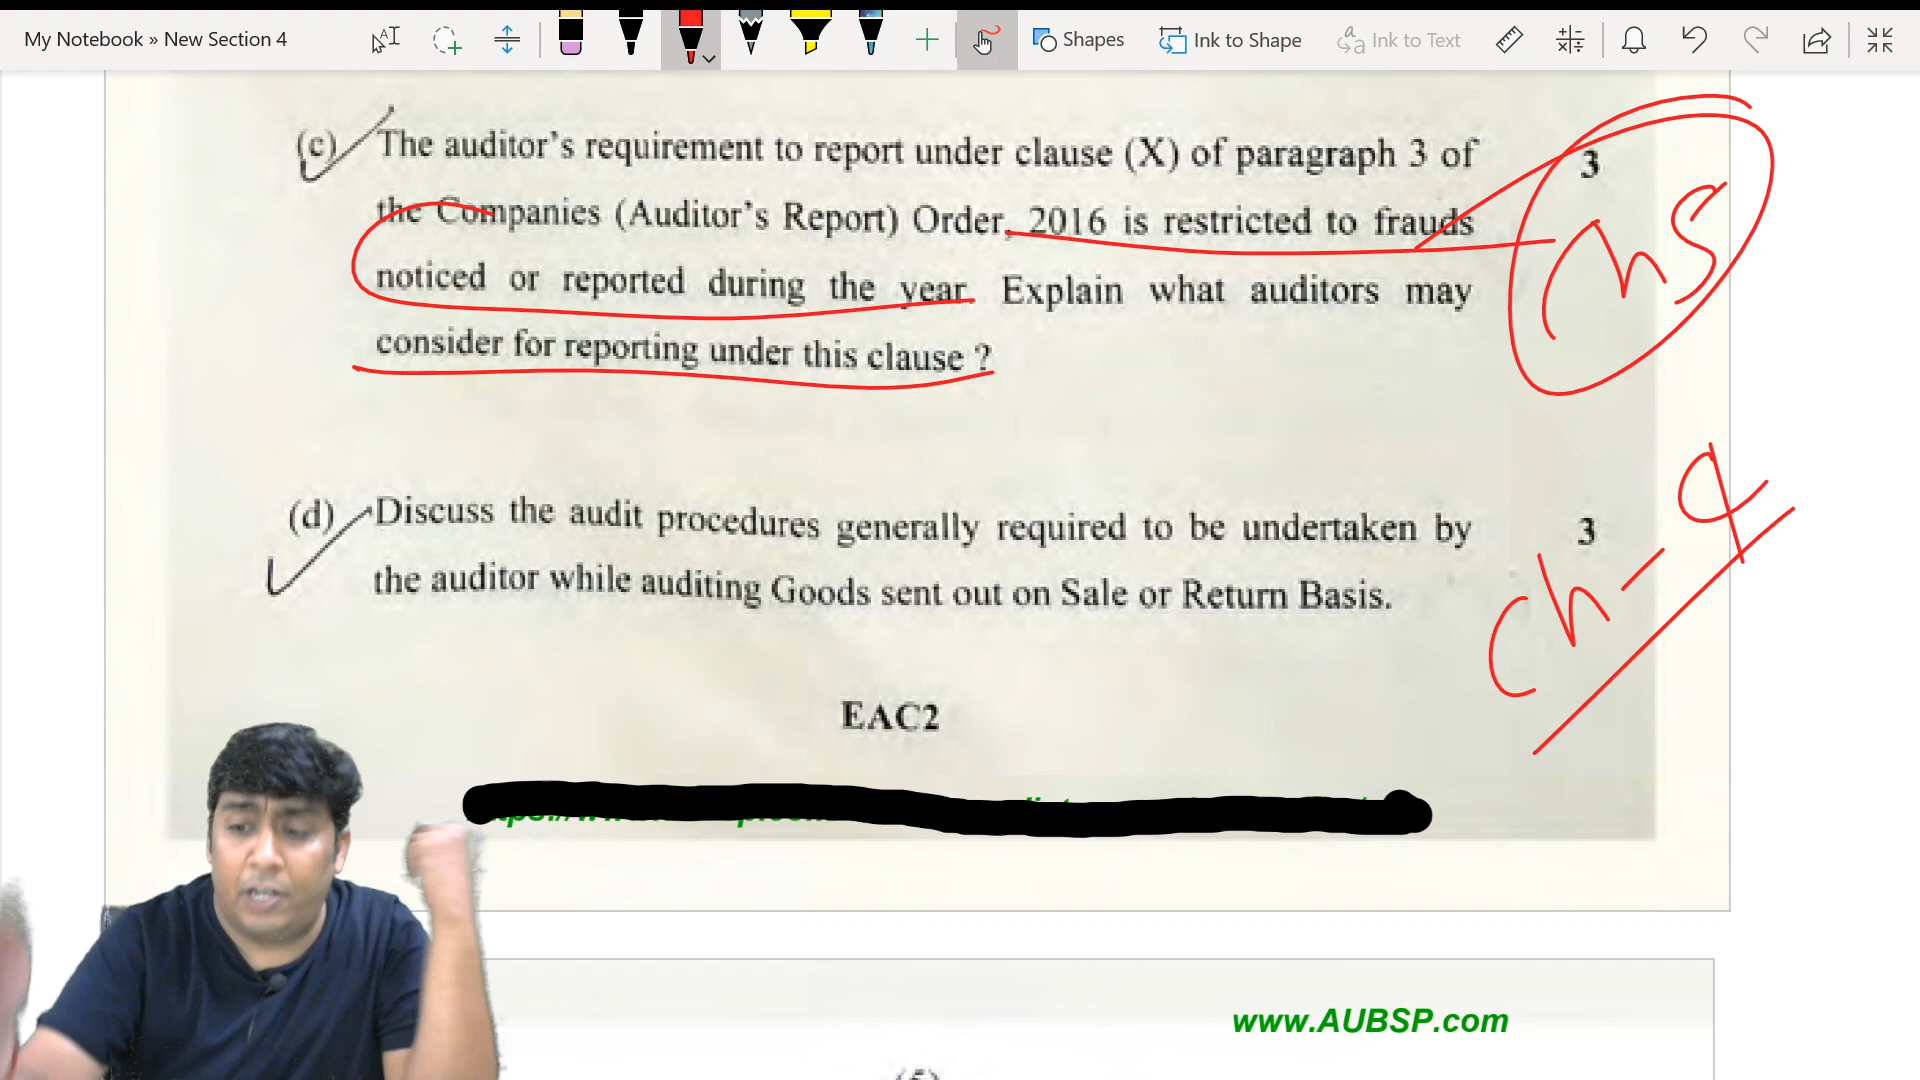 My Notebook » New Section 4
Shapes
Ink to Shape
Ink to Text
(c) The auditor's requirement to report under clause (X) of paragraph 3 of 3
the Companies (Auditor's Report) Order, 2016 is restricted to frauds
noticed or reported during the year. Explain what auditors may
consider for reporting under this clause ?
Ch 5
(d) Discuss the audit procedures generally required to be undertaken by 3
the auditor while auditing Goods sent out on Sale or Return Basis.
Ch-
EAC2
www.AUBSP.com
(5)